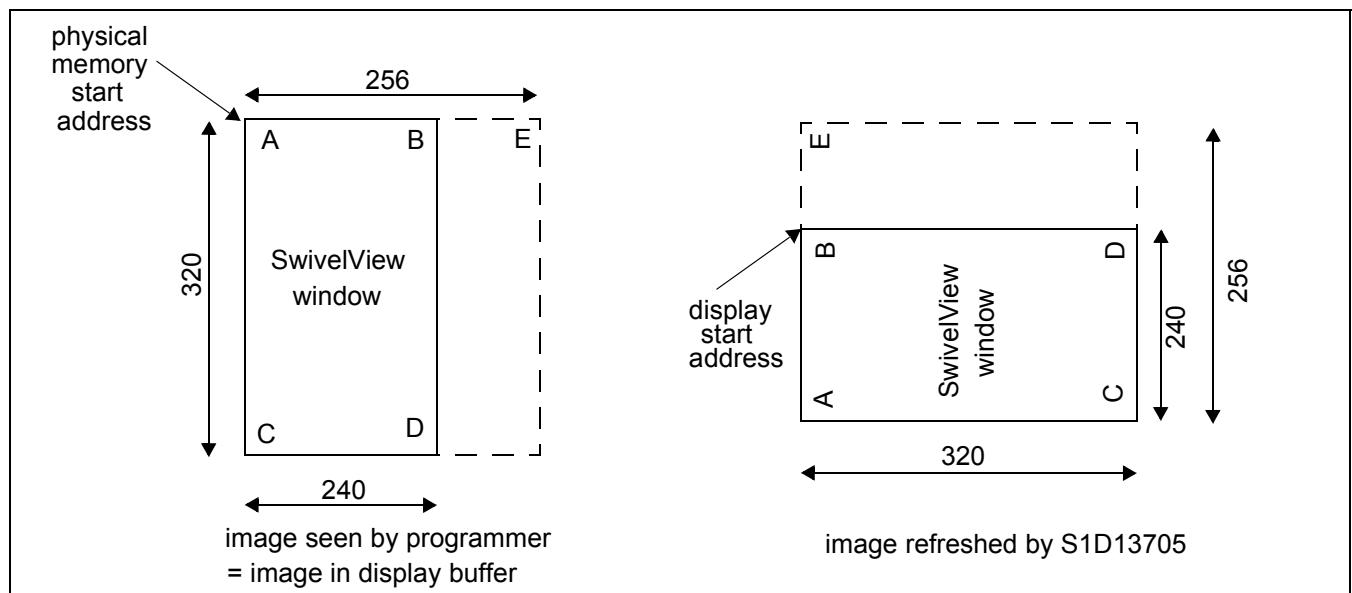 physical
memory
start
address
256
A
B
E
320
SwivelView
window
C
D
240
image seen by programmer
= image in display buffer
E
256
display
start
address
B
D
SwivelView
window
240
A
C
320
image refreshed by S1D13705